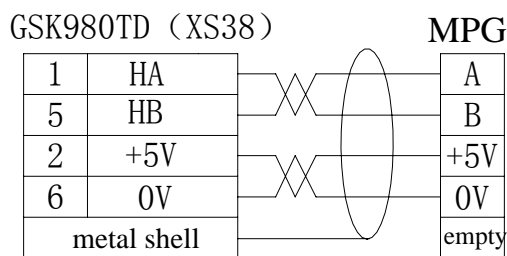 GSK980TD（XS38） MPG
1 HA A
5 HB B
2 +5V +5V
6 0V 0V
metal shell empty